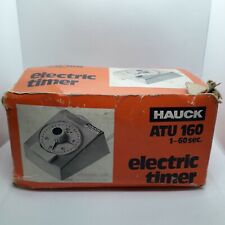 electric
timer
HAUCK
ATU 160
1-60 sec.
electric
timer